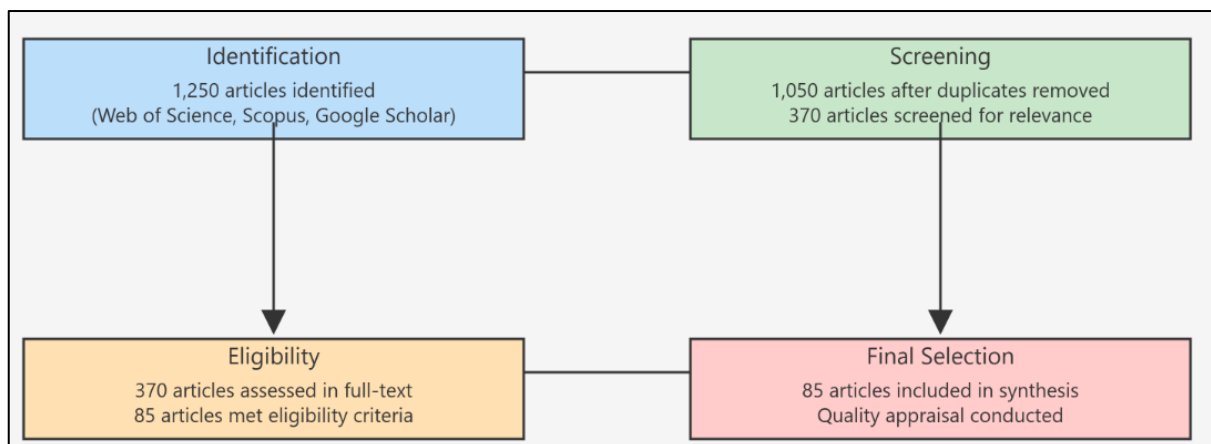 Identification
1,250 articles identified
(Web of Science, Scopus, Google Scholar)
Screening
1,050 articles after duplicates removed
370 articles screened for relevance
Eligibility
370 articles assessed in full-text
85 articles met eligibility criteria
Final Selection
85 articles included in synthesis
Quality appraisal conducted